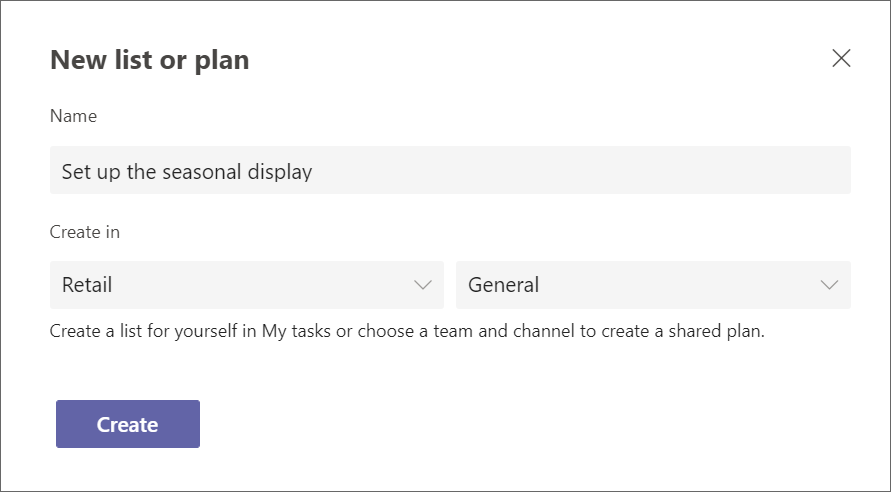 New list or plan
Name
Set up the seasonal display
Create in
Retail
General
Create a list for yourself in My tasks or choose a team and channel to create a shared plan.
Create